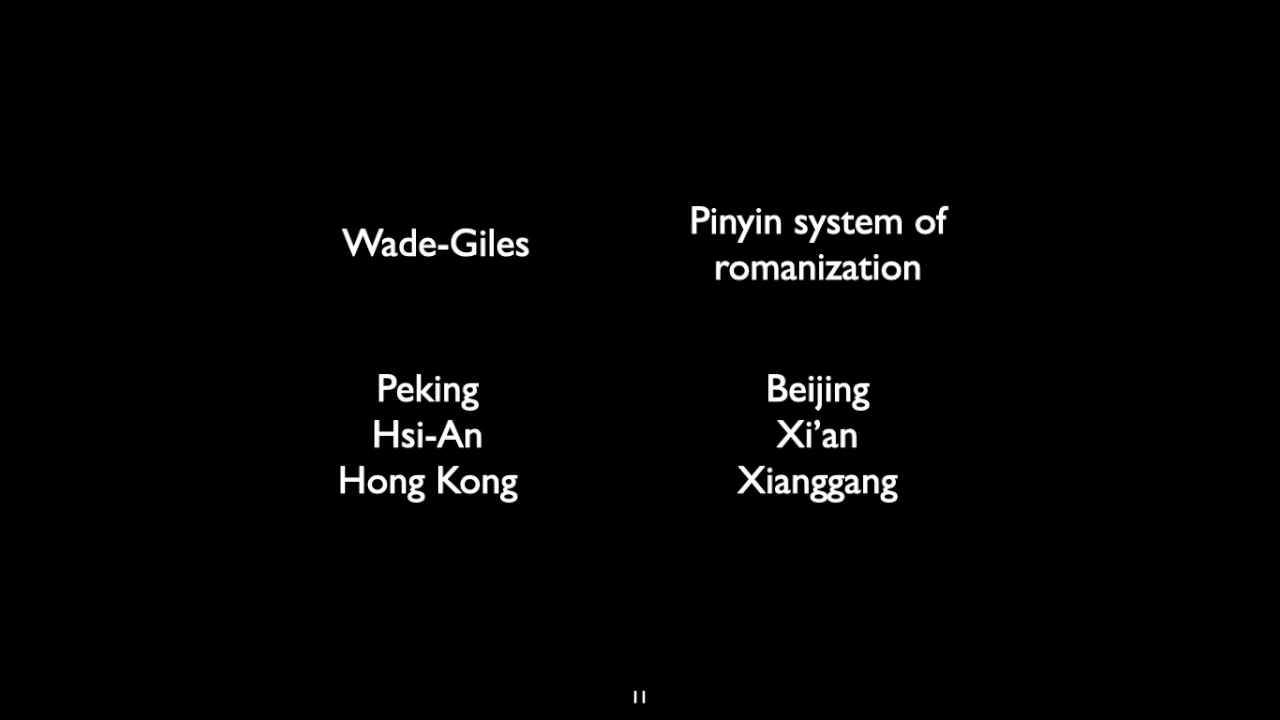 Wade-Giles
Pinyin system of
romanization
Peking
Hsi-An
Hong Kong
Beijing
Xi’an
Xianggang
11